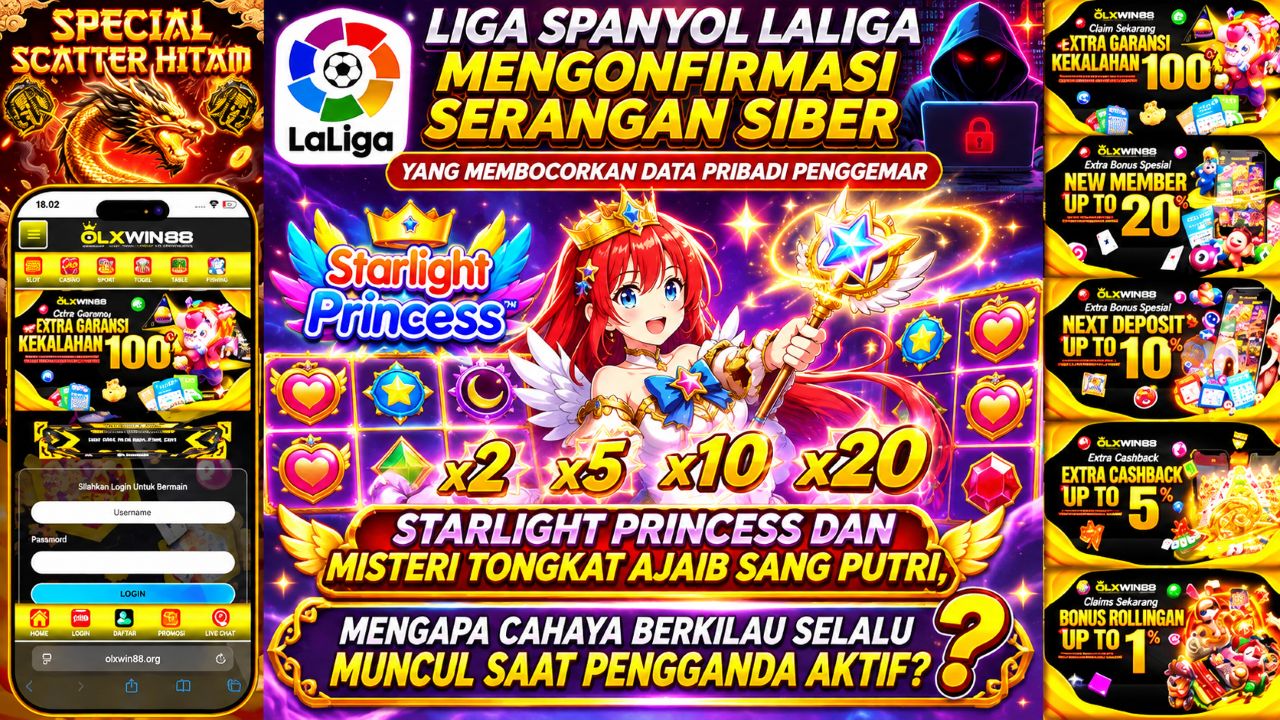 SPECIAL
SCATTER HITAM
18.02
OLXWIN88
SLOT CASINO SPORT TOGEL TABLE FISHING
OLXWIN88
EXTRA GARANSI
KEKALAHAN 100%
Silahkan Login Untuk Bermain
Username
Password
LOGIN
HOME LOGIN DAFTAR PROMOSI LIVE CHAT
olxwin88.org
LaLiga
LIGA SPANYOL LALIGA
MENGONFIRMASI
SERANGAN SIBER
YANG MEMBOCORKAN DATA PRIBADI PENGGEMAR
Starlight
Princess™
x2 x5 x10 x20
STARLIGHT PRINCESS DAN
MISTERI TONGKAT AJAIB SANG PUTRI,
MENGAPA CAHAYA BERKILAU SELALU
MUNCUL SAAT PENGGANDA AKTIF?
OLXWIN88
Claim Sekarang
EXTRA GARANSI
KEKALAHAN 100%
OLXWIN88
Extra Bonus Spesial
NEW MEMBER
UP TO 20%
OLXWIN88
Extra Bonus Spesial
NEXT DEPOSIT
UP TO 10%
OLXWIN88
Extra Cashback
EXTRA CASHBACK
UP TO 5%
OLXWIN88
Claims Sekarang
BONUS ROLLINGAN
UP TO 1%